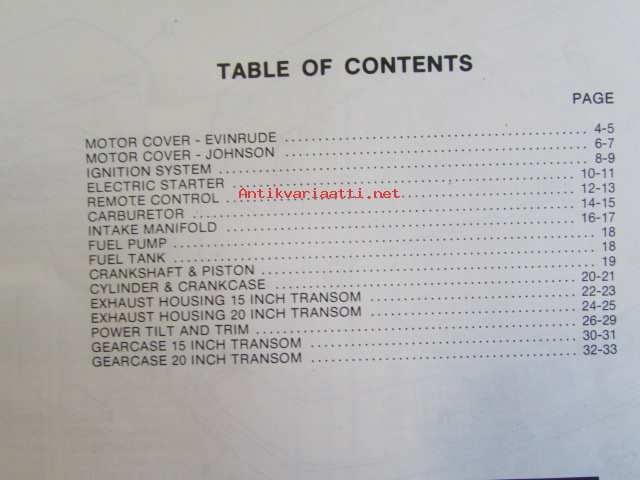 TABLE OF CONTENTS
PAGE
MOTOR COVER - EVINRUDE ........ 4-5
MOTOR COVER - JOHNSON ........ 6-7
IGNITION SYSTEM ........ 8-9
ELECTRIC STARTER ........ 10-11
Antikvariaatti.net
REMOTE CONTROL ........ 12-13
CARBURETOR ........ 14-15
INTAKE MANIFOLD ........ 16-17
FUEL PUMP ........ 18
FUEL TANK ........ 18
CRANKSHAFT & PISTON ........ 19
CYLINDER & CRANKCASE ........ 20-21
EXHAUST HOUSING 15 INCH TRANSOM ........ 22-23
EXHAUST HOUSING 20 INCH TRANSOM ........ 24-25
POWER TILT AND TRIM ........ 26-29
GEARCASE 15 INCH TRANSOM ........ 30-31
GEARCASE 20 INCH TRANSOM ........ 32-33